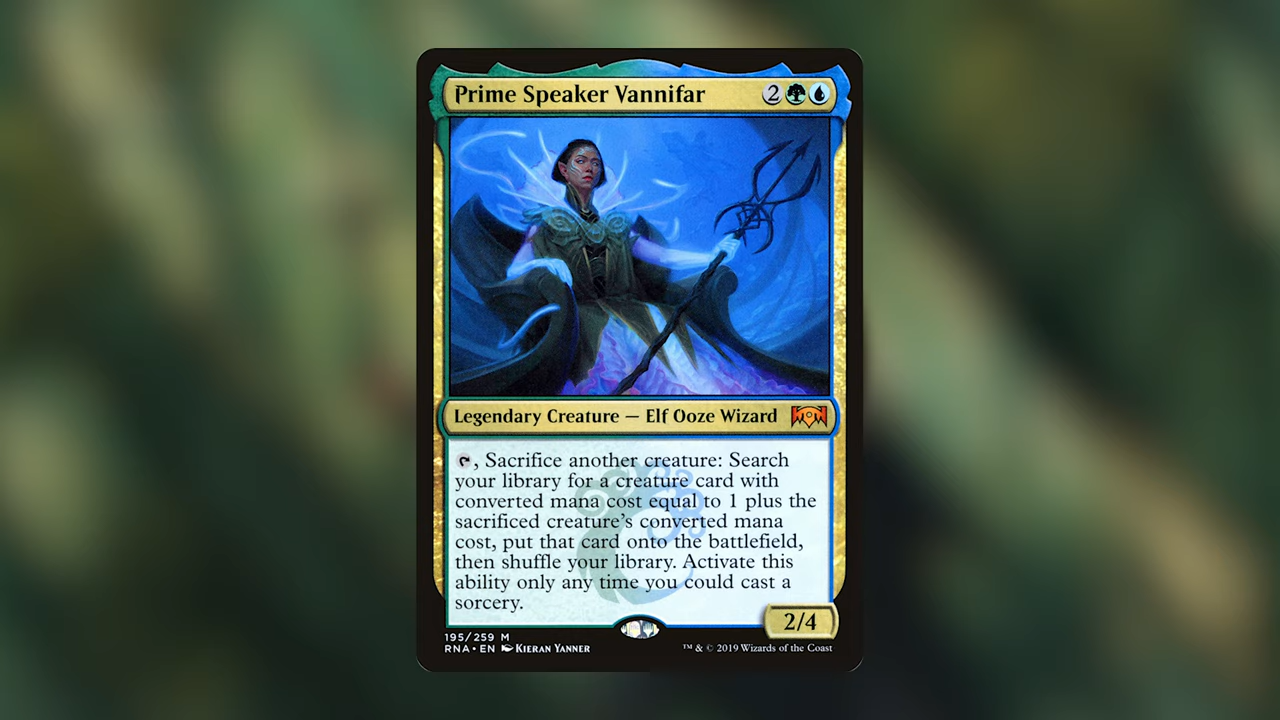 Prime Speaker Vannifar 2
Legendary Creature — Elf Ooze Wizard
, Sacrifice another creature: Search
your library for a creature card with
converted mana cost equal to 1 plus the
sacrificed creature's converted mana
cost, put that card onto the battlefield,
then shuffle your library. Activate this
ability only any time you could cast a
sorcery.
2/4
195/259 M
RNA • EN Kieran Yanner
™ & © 2019 Wizards of the Coast